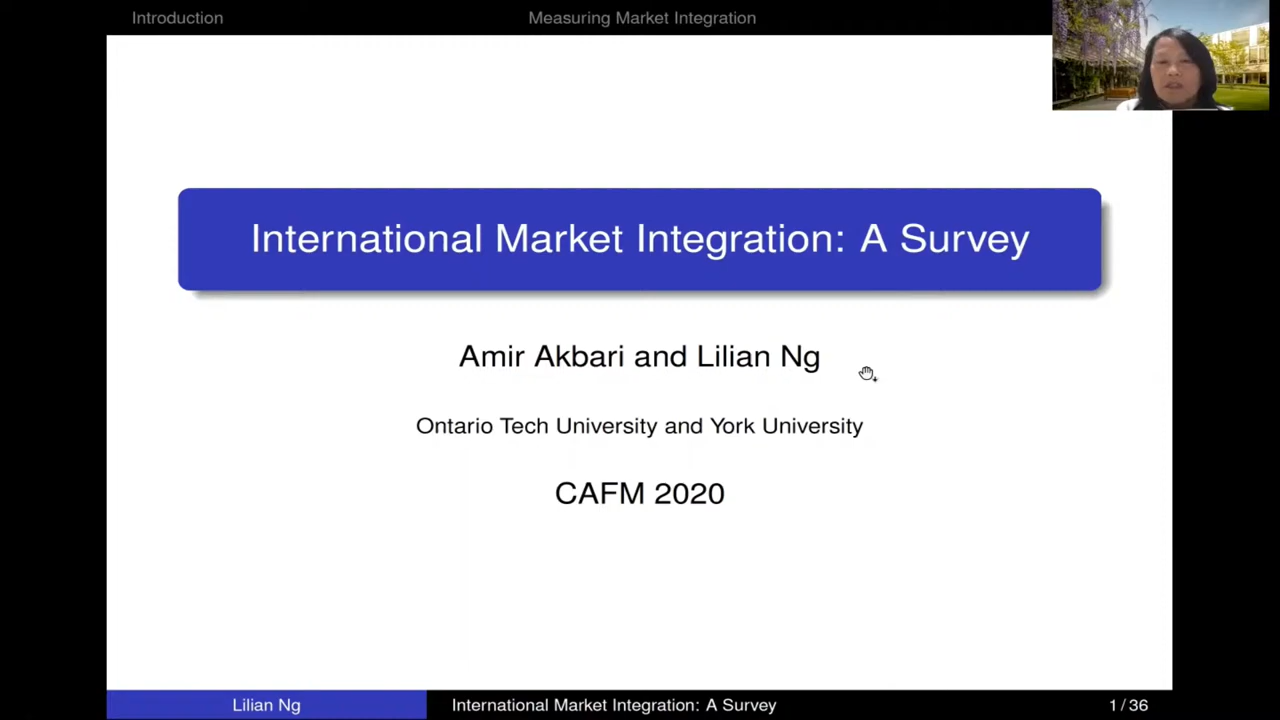 Introduction
Measuring Market Integration
International Market Integration: A Survey
Amir Akbari and Lilian Ng
Ontario Tech University and York University
CAFM 2020
Lilian Ng
International Market Integration: A Survey
1 / 36